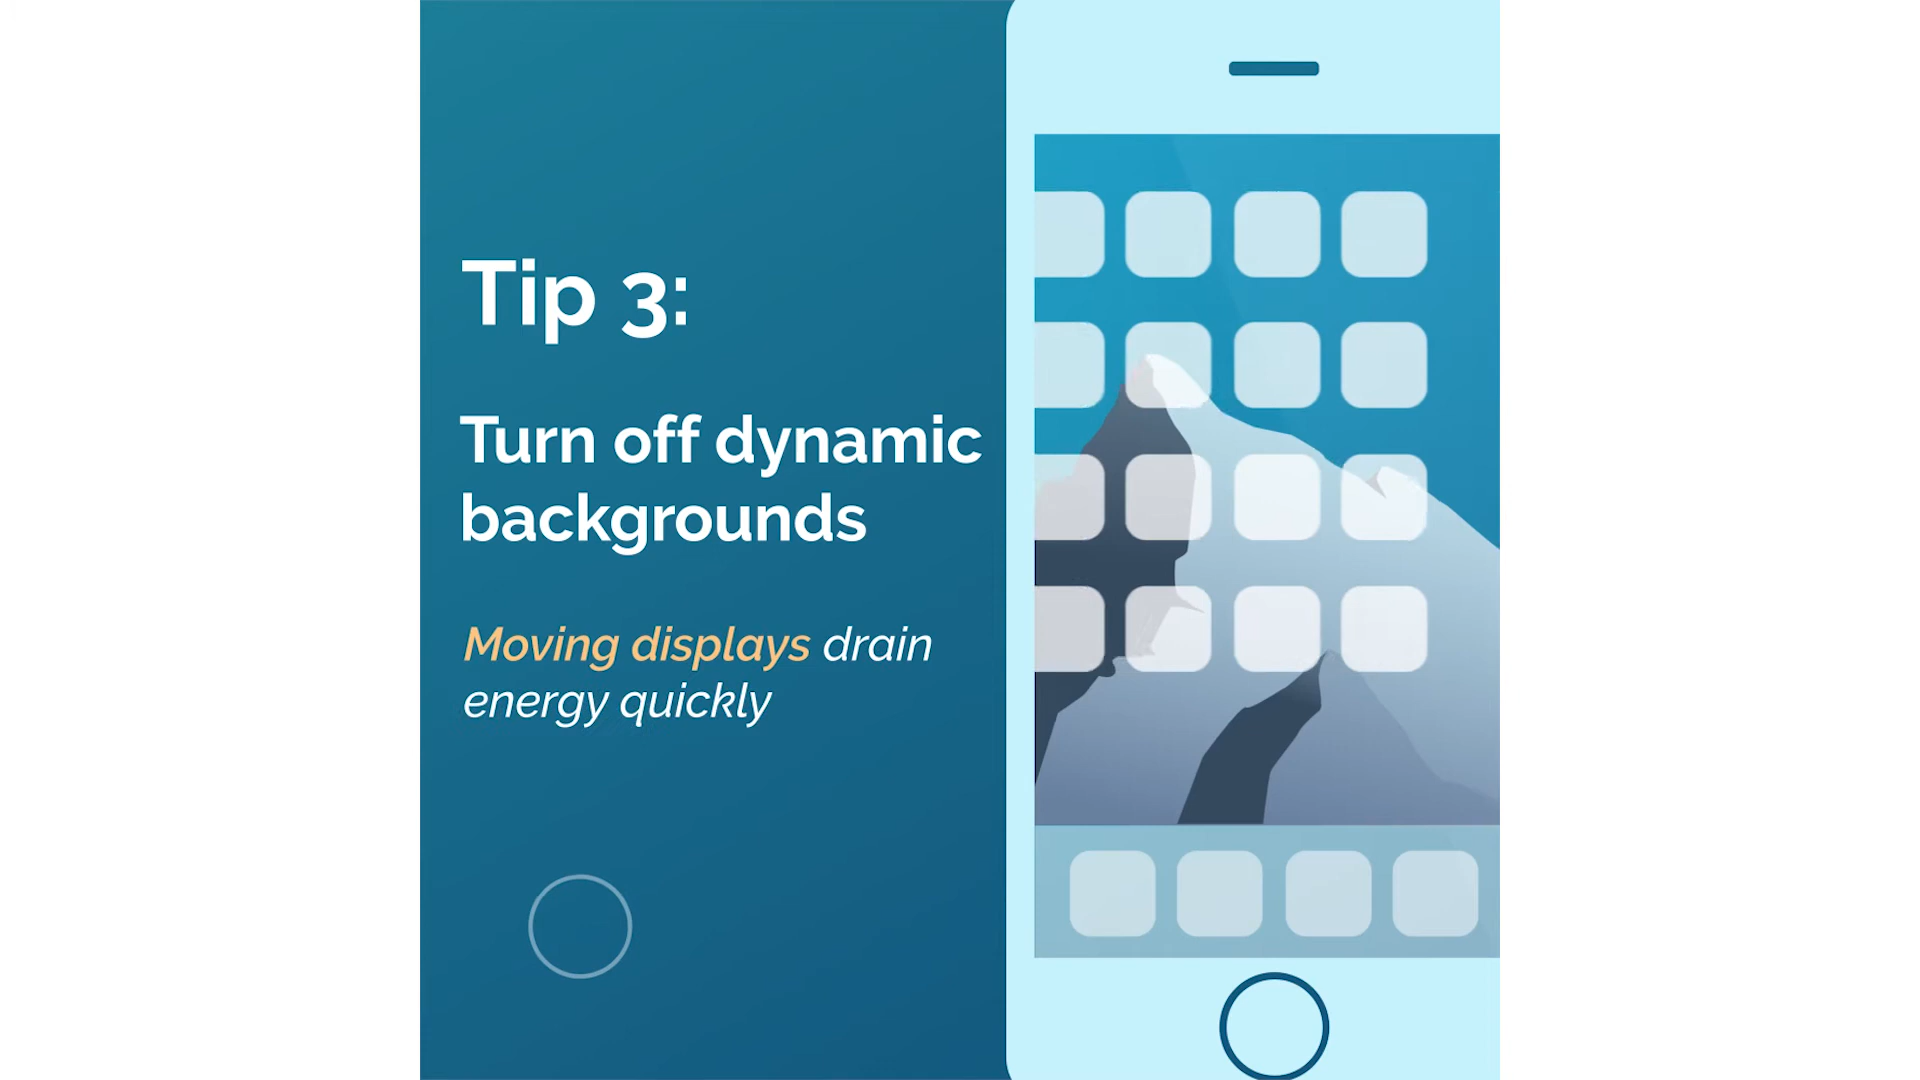 Tip 3:
Turn off dynamic
backgrounds
Moving displays drain
energy quickly